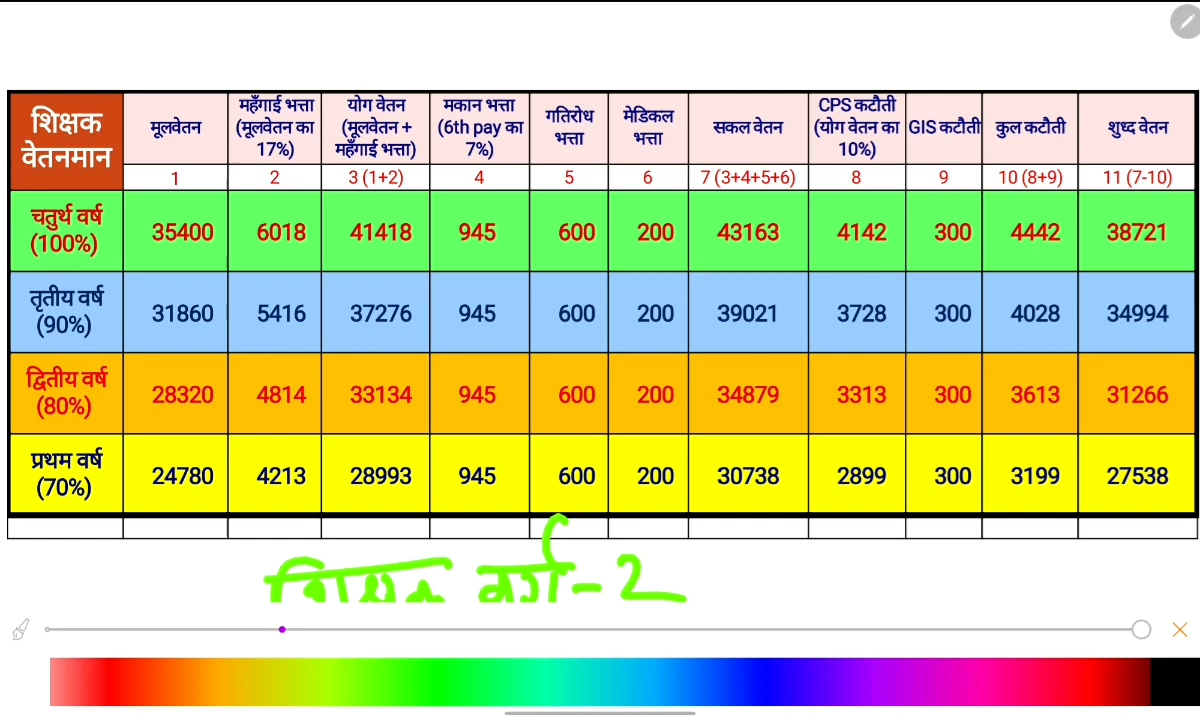 शिक्षक वेतनमान मूलवेतन महँगाई भत्ता (मूलवेतन का 17%) योग वेतन (मूलवेतन + महँगाई भत्ता) मकान भत्ता (6th pay का 7%) गतिरोध भत्ता मेडिकल भत्ता सकल वेतन CPS कटौती (योग वेतन का 10%) GIS कटौती कुल कटौती शुध्द वेतन
1 2 3 (1+2) 4 5 6 7 (3+4+5+6) 8 9 10 (8+9) 11 (7-10)
चतुर्थ वर्ष (100%) 35400 6018 41418 945 600 200 43163 4142 300 4442 38721
तृतीय वर्ष (90%) 31860 5416 37276 945 600 200 39021 3728 300 4028 34994
द्वितीय वर्ष (80%) 28320 4814 33134 945 600 200 34879 3313 300 3613 31266
प्रथम वर्ष (70%) 24780 4213 28993 945 600 200 30738 2899 300 3199 27538
शिक्षक वर्ग-2